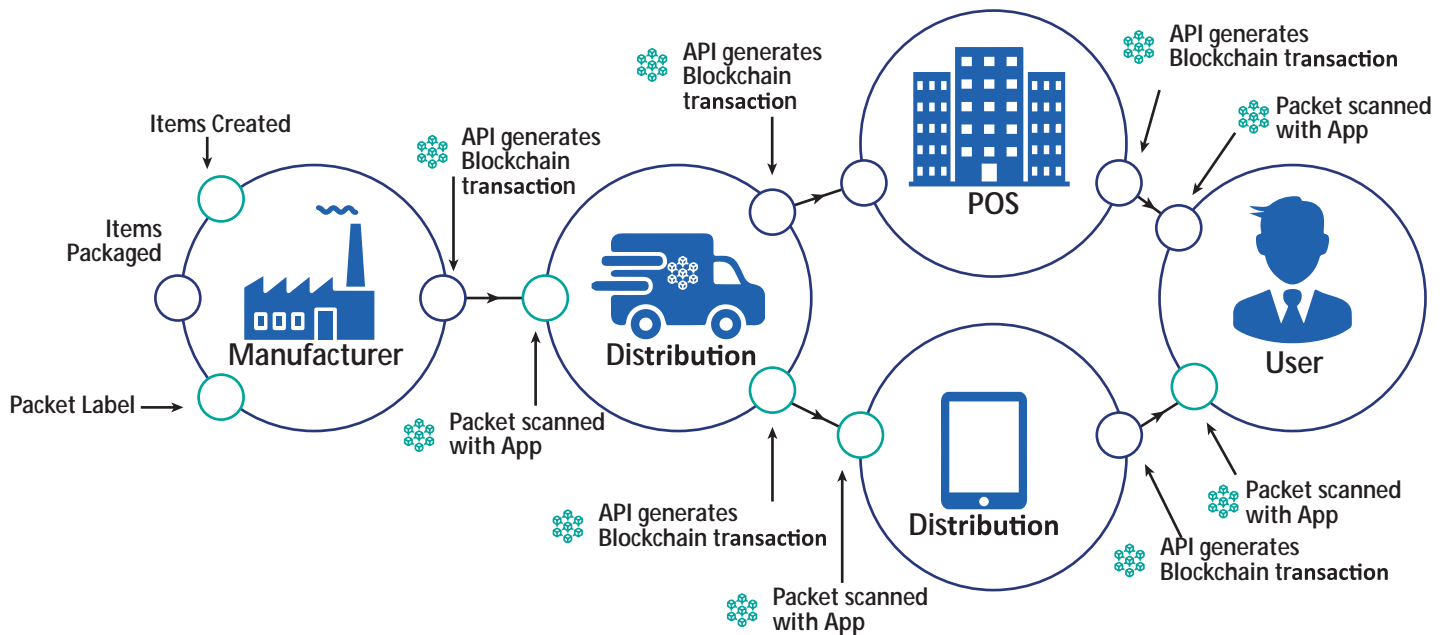 Items Created
Items
Packaged
Packet Label
Manufacturer
API generates
Blockchain
transaction
Packet scanned
with App
Distribution
API generates
Blockchain
transaction
API generates
Blockchain transaction
POS
Packet scanned
with App
Distribution
API generates
Blockchain transaction
Packet scanned
with App
User
Packet scanned
with App
API generates
Blockchain transaction